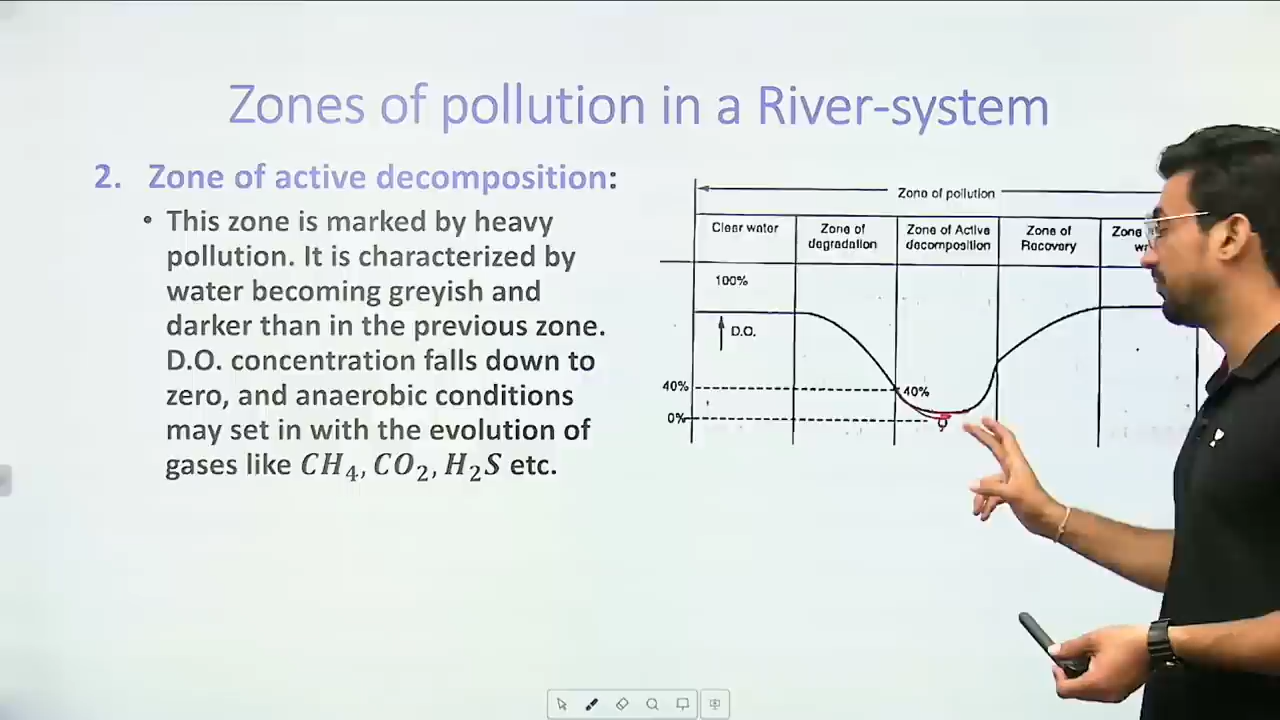 Zones of pollution in a River-system
2. Zone of active decomposition:
• This zone is marked by heavy
pollution. It is characterized by
water becoming greyish and
darker than in the previous zone.
D.O. concentration falls down to
zero, and anaerobic conditions
may set in with the evolution of
gases like CH₄, CO₂, H₂S etc.
Zone of pollution
Clear water
Zone of
degradation
Zone of Active
decomposition
Zone of
Recovery
Zone
100%
D.O.
40%
40%
0%